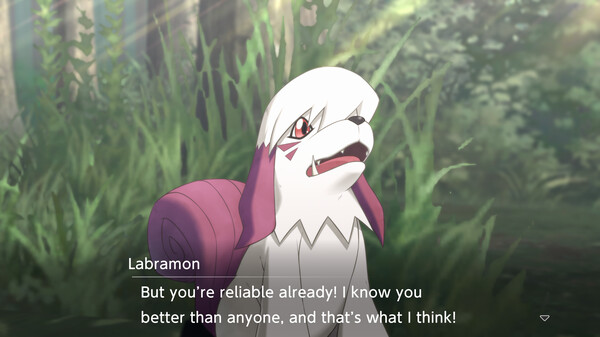 Labramon
But you're reliable already! I know you
better than anyone, and that's what I think!